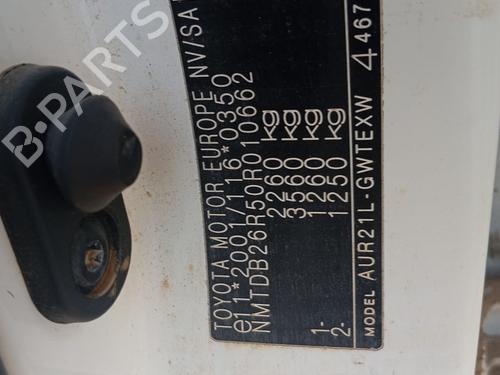 TOYOTA MOTOR EUROPE NV/SA
e11*2001/116*0350
NMTDB26R50R010662
2260 kg
3560 kg
1- 1260 kg
2- 1250 kg
MODEL AUR21L-GWTEXW 4 467
B-PARTS